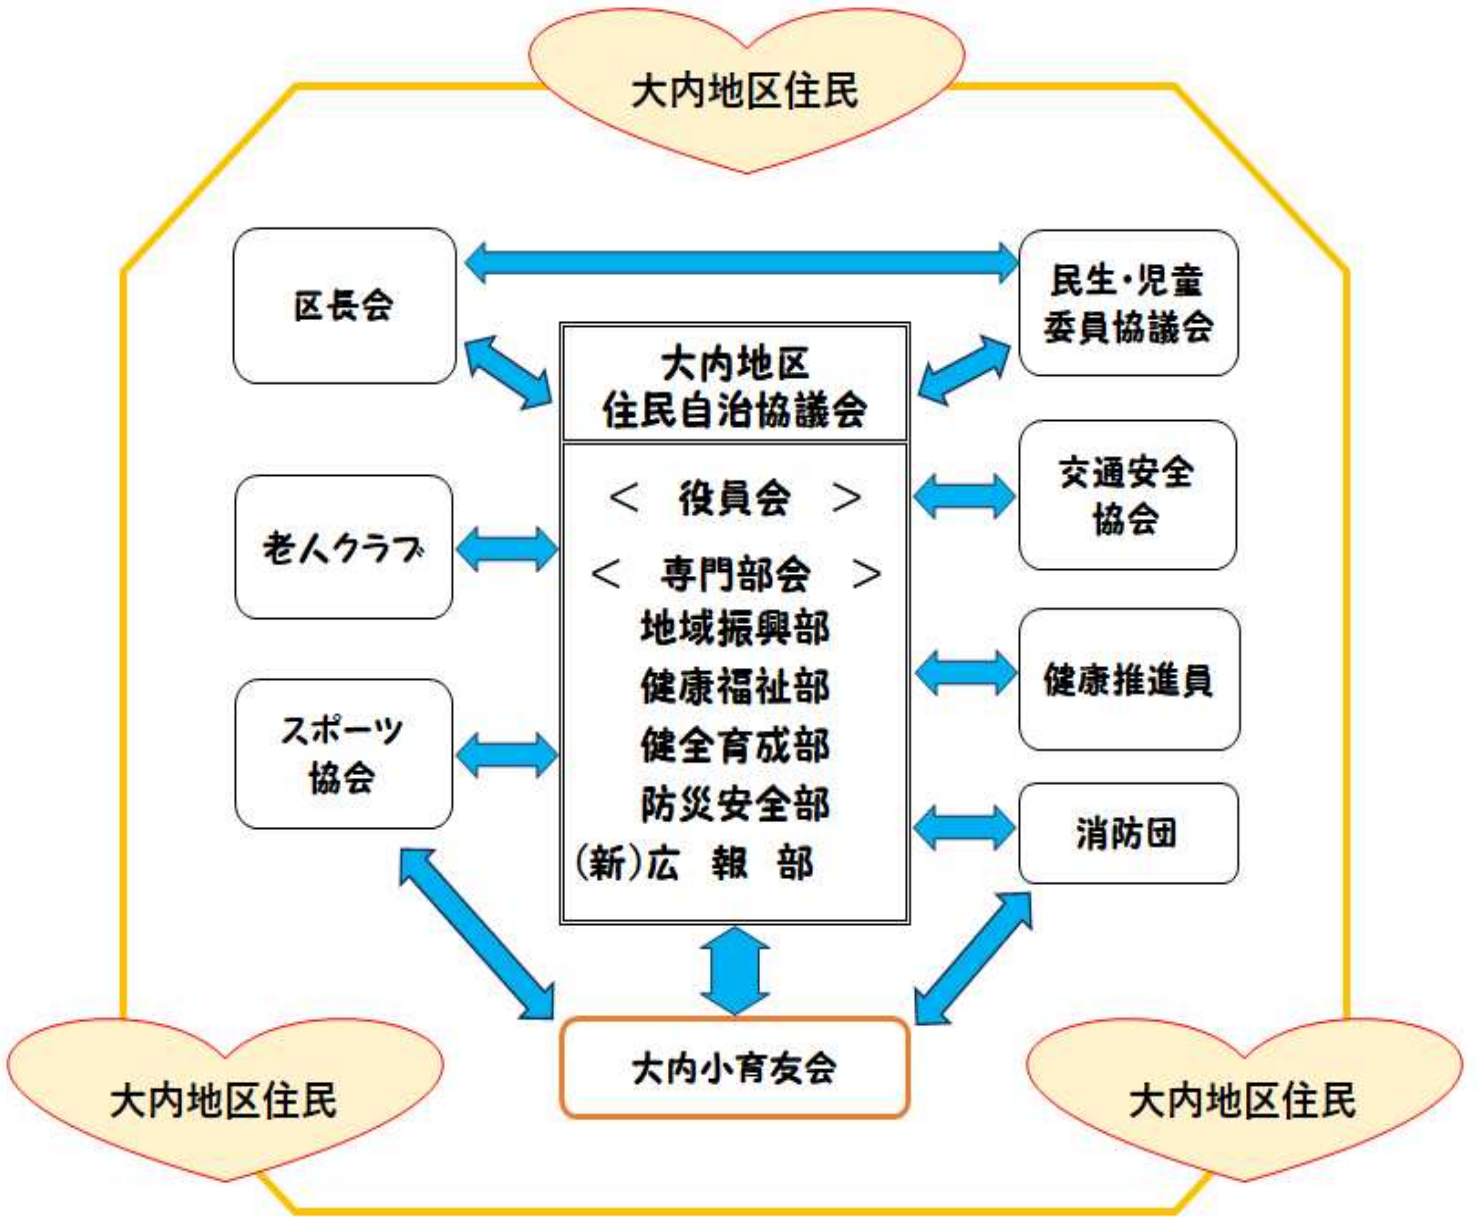 大内地区住民
区長会
民生・児童
委員協議会
大内地区
住民自治協議会
＜　役員会　＞
＜　専門部会　＞
地域振興部
健康福祉部
健全育成部
防災安全部
(新)広　報　部
老人クラブ
スポーツ
協会
交通安全
協会
健康推進員
消防団
大内小育友会
大内地区住民
大内地区住民